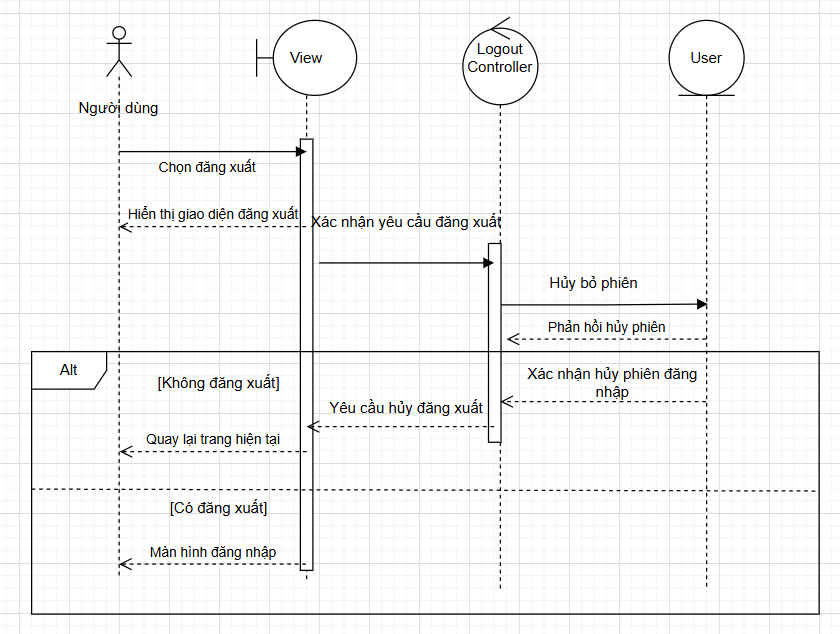 View
Logout
Controller
User
Người dùng
Chọn đăng xuất
Hiển thị giao diện đăng xuất
Xác nhận yêu cầu đăng xuất
Hủy bỏ phiên
Phản hồi hủy phiên
Alt
[Không đăng xuất]
Xác nhận hủy phiên đăng
nhập
Yêu cầu hủy đăng xuất
Quay lại trang hiện tại
[Có đăng xuất]
Màn hình đăng nhập